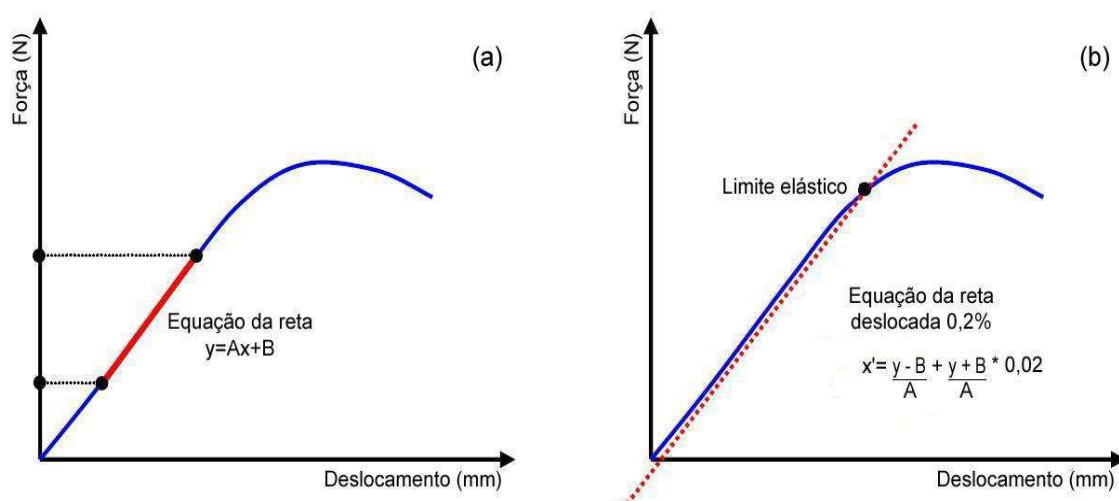 Força (N)
(a)
Equação da reta
y=Ax+B
Deslocamento (mm)
Força (N)
(b)
Limite elástico
Equação da reta
deslocada 0,2%
x'= y - B + y + B * 0,02
A A
Deslocamento (mm)